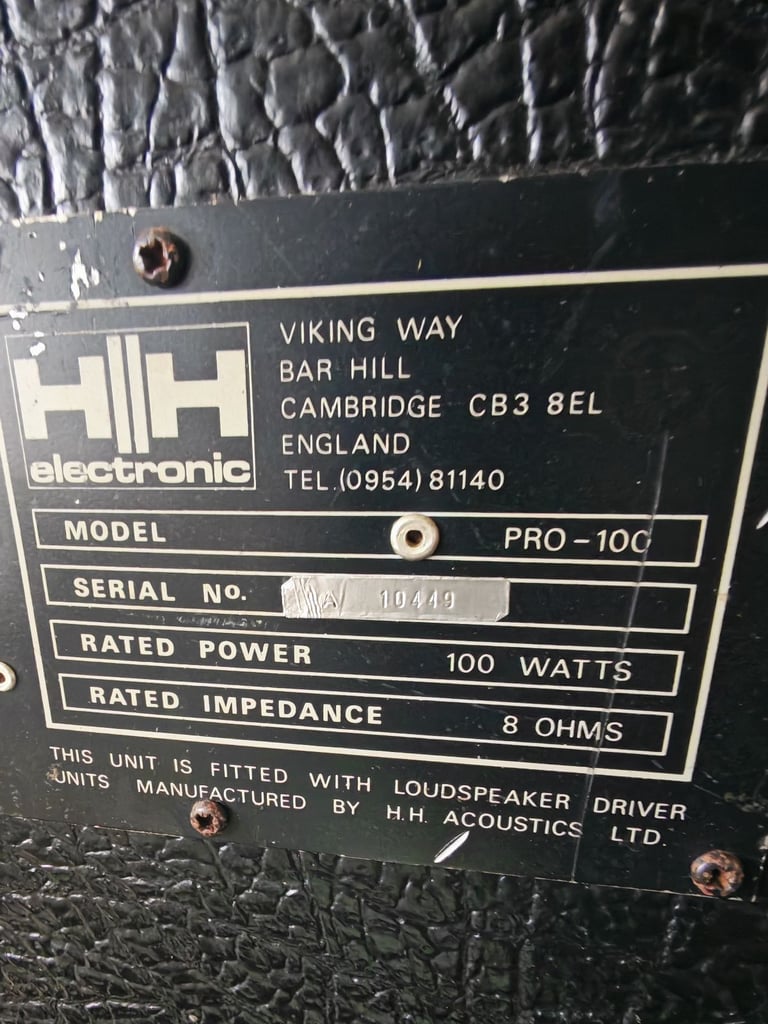 HH
electronic
VIKING WAY
BAR HILL
CAMBRIDGE CB3 8EL
ENGLAND
TEL.(0954) 81140
MODEL PRO-100
SERIAL No. A 10449
RATED POWER 100 WATTS
RATED IMPEDANCE 8 OHMS
THIS UNIT IS FITTED WITH LOUDSPEAKER DRIVER
UNITS MANUFACTURED BY H.H. ACOUSTICS LTD.